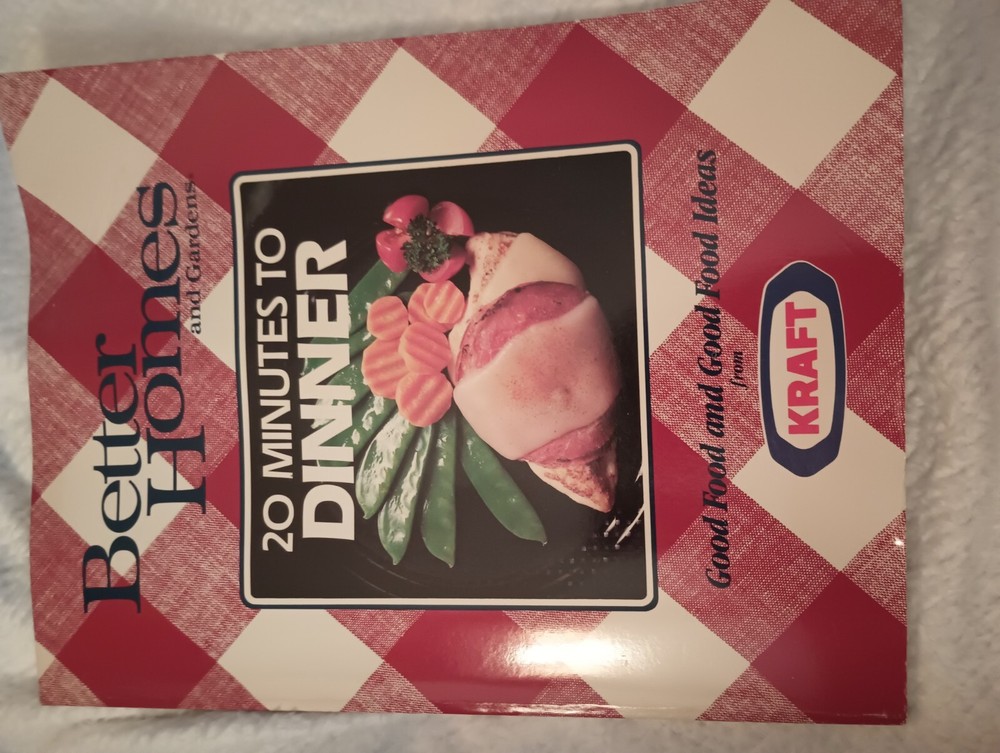 Better
Homes
and Gardens®
20 MINUTES TO
DINNER
Good Food and Good Food Ideas
from
KRAFT